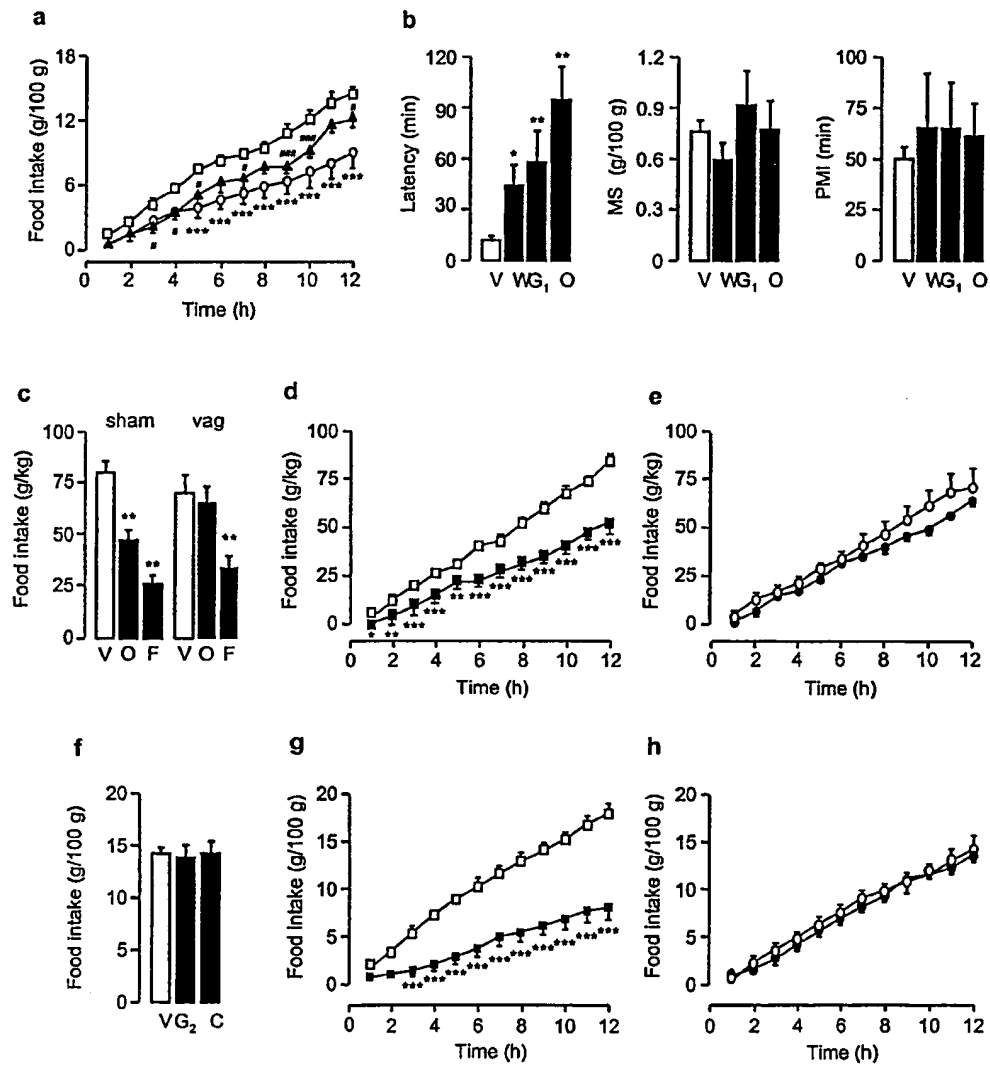 a
Food intake (g/100 g)
18
12
6
0
# # *** *** *** *** *** *** *** ***
# # ### ### #
0 2 4 6 8 10 12
Time (h)
b
Latency (min)
120
90
60
30
0
* ** **
V W G1 O
MS (g/100 g)
1.2
0.9
0.6
0.3
0
V W G1 O
PMI (min)
100
75
50
25
0
V W G1 O
c
sham vag
Food intake (g/kg)
100
75
50
25
0
** ** **
V O F V O F
d
Food intake (g/kg)
100
75
50
25
0
* ** *** *** ** *** *** *** *** *** *** ***
0 2 4 6 8 10 12
Time (h)
e
Food intake (g/kg)
100
75
50
25
0
0 2 4 6 8 10 12
Time (h)
f
Food intake (g/100 g)
20
15
10
5
0
V G2 C
g
Food intake (g/100 g)
20
15
10
5
0
*** *** *** *** *** *** *** *** *** ***
0 2 4 6 8 10 12
Time (h)
h
Food intake (g/100 g)
20
15
10
5
0
0 2 4 6 8 10 12
Time (h)